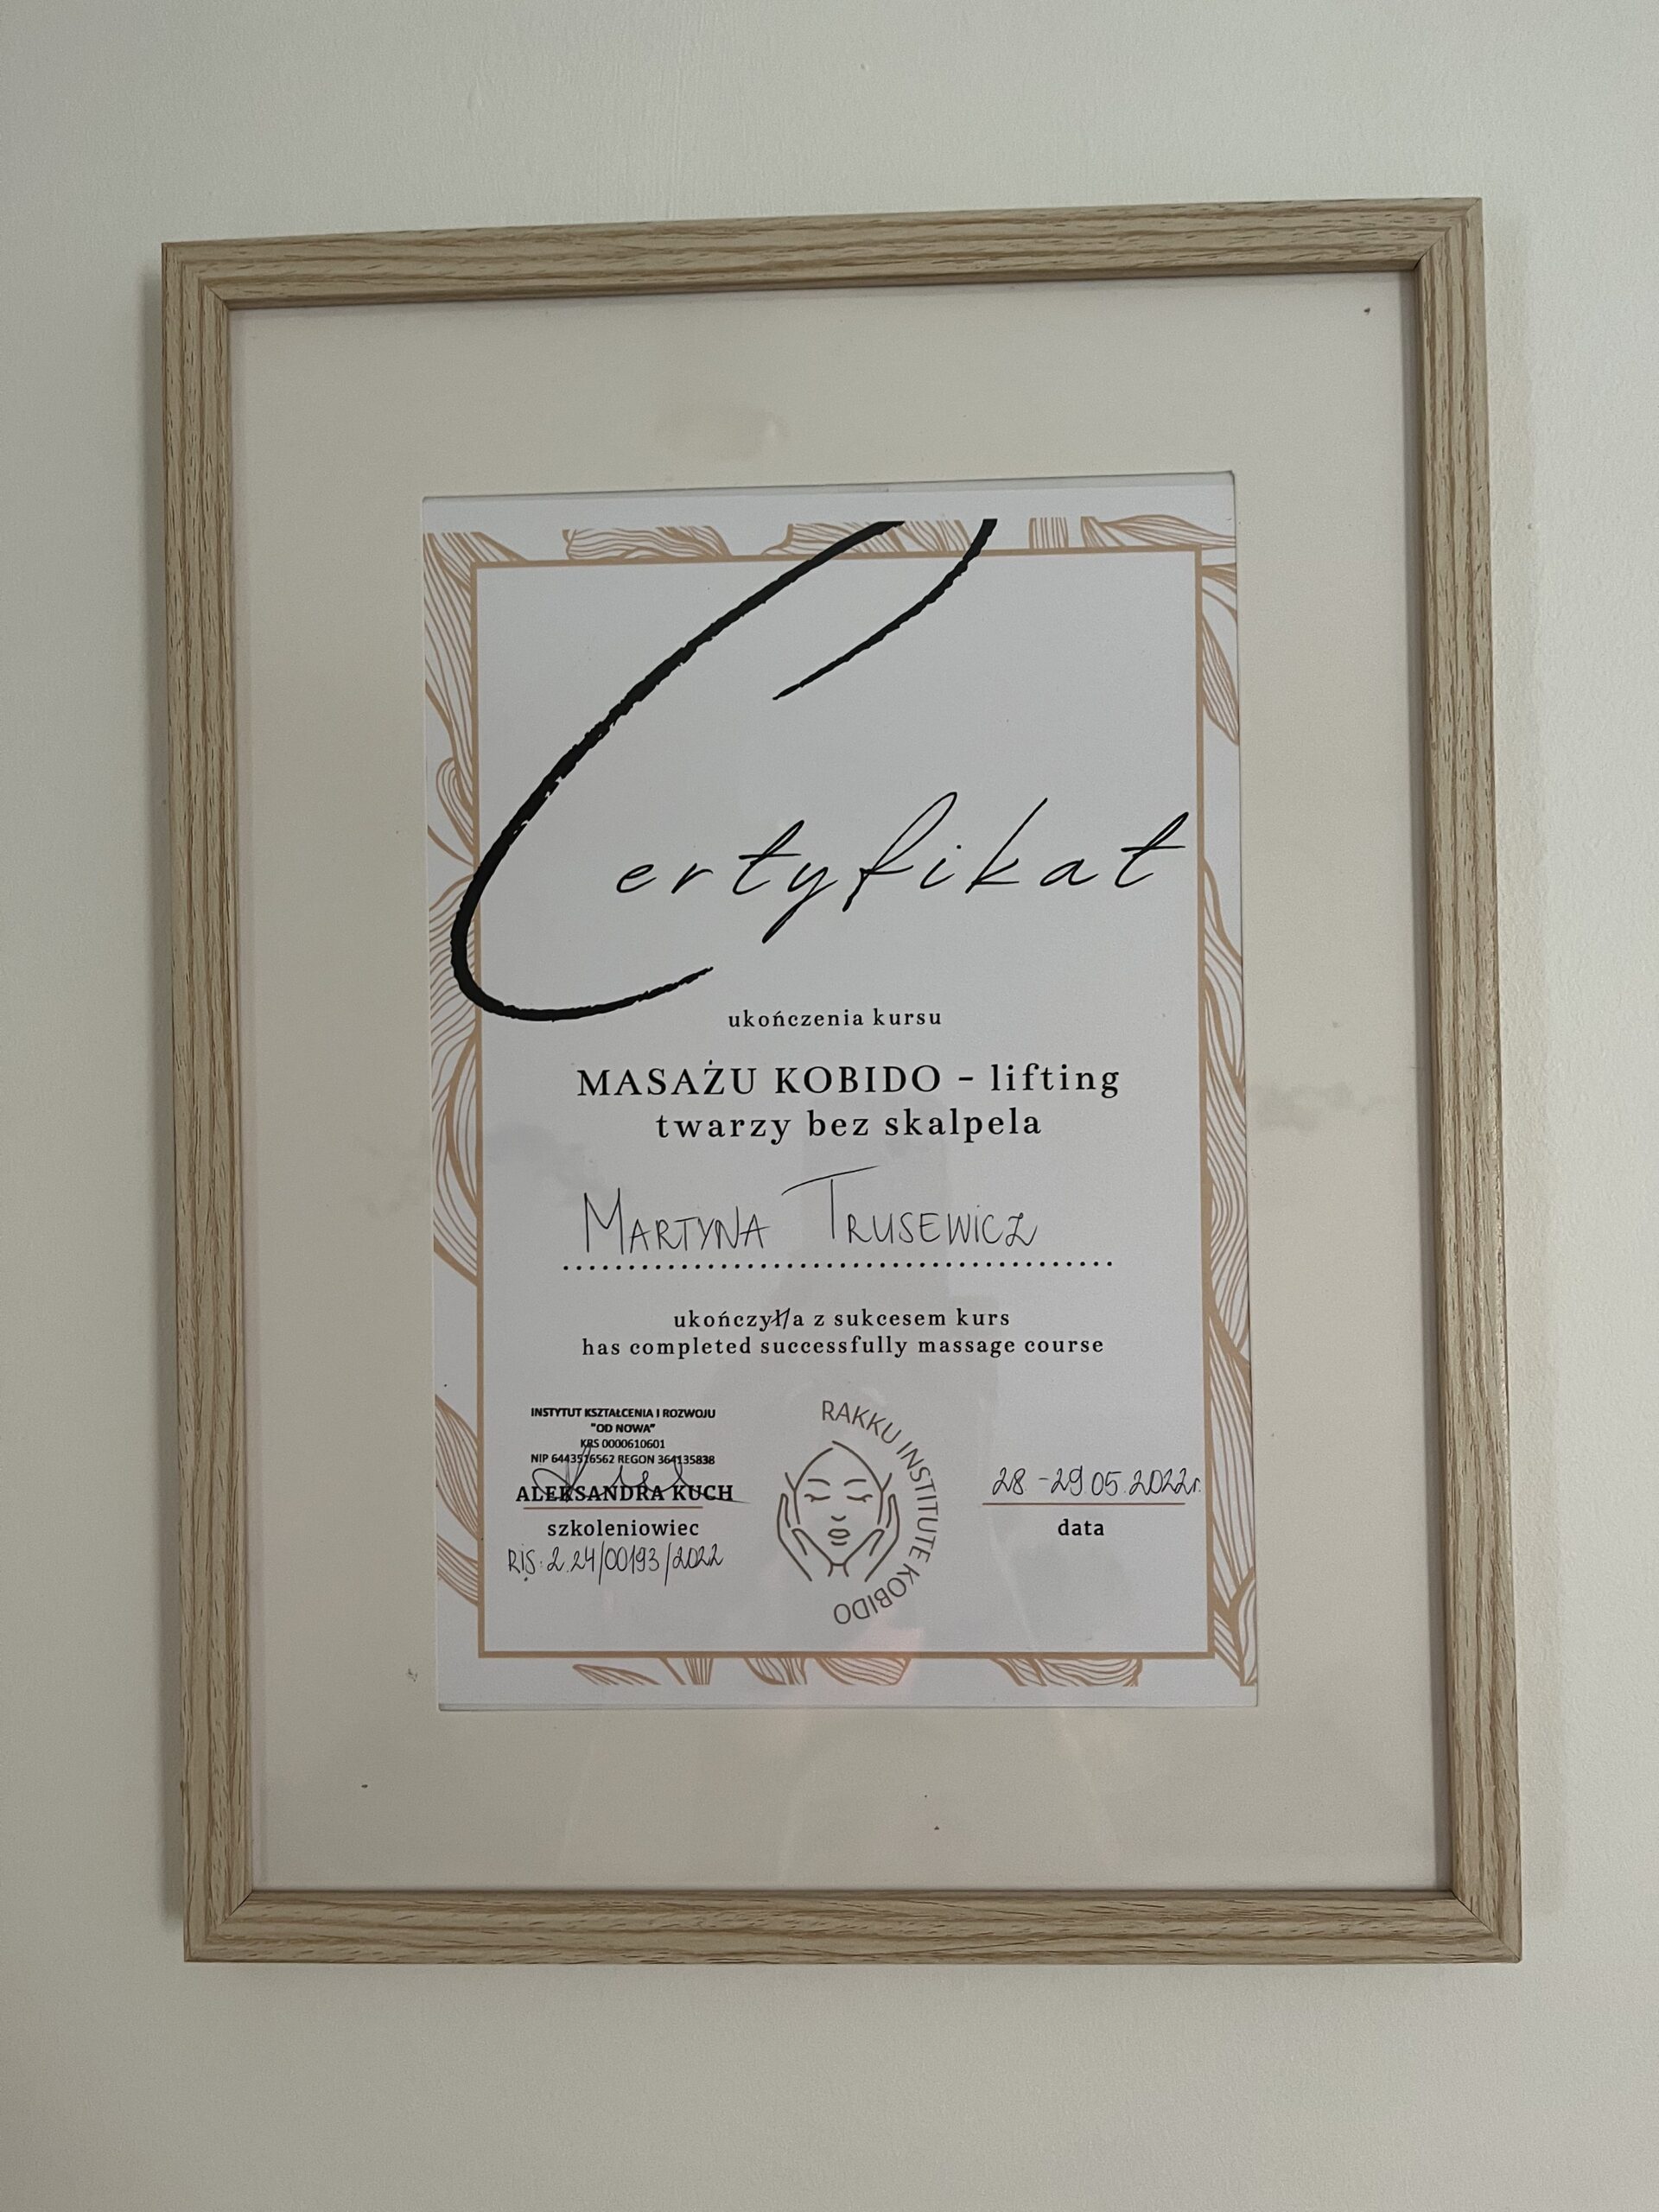 Certyfikat
ukończenia kursu
MASAŻU KOBIDO - lifting
twarzy bez skalpela
MARTYNA TRUSEWICZ
ukończył/a z sukcesem kurs
has completed successfully massage course
INSTYTUT KSZTAŁCENIA I ROZWOJU
"OD NOWA"
KRS 0000610601
NIP 6443516562 REGON 364135838
ALEKSANDRA KUCH
szkoleniowiec
RIS: 2.24/00193/2022
RAKKU INSTITUTE KOBIDO
28-29.05.2022r.
data